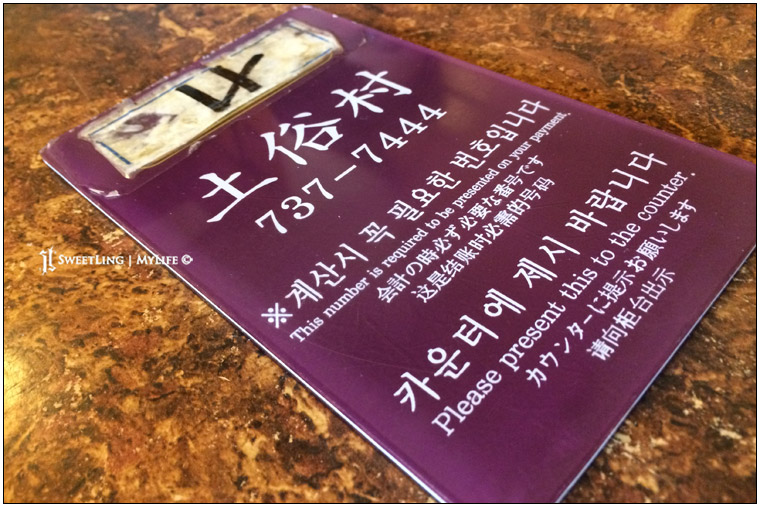 4
土俗村
737-7444
※계산시 꼭 필요한 번호입니다
This number is required to be presented on your payment.
会計の時必ず必要な番号です
这是结账时必需的号码
카운터에 제시 바랍니다
Please present this to the counter.
カウンターに提示お願いします
请向柜台出示
SWEETLING | MYLIFE ©